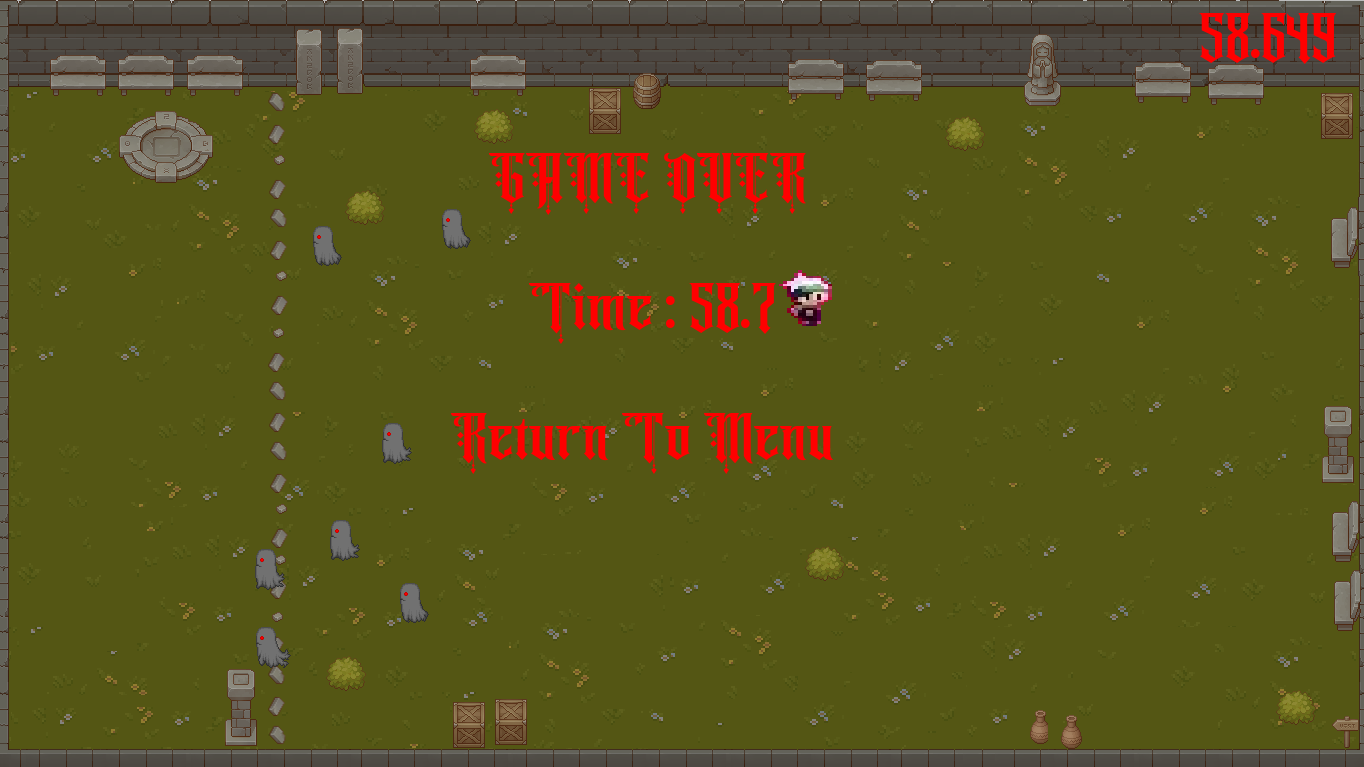 58.649
GAME OVER
Time : 58.7
Return To Menu